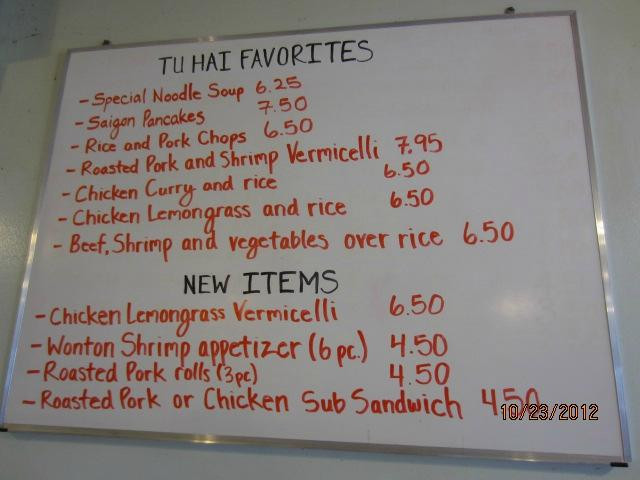 TU HAI FAVORITES
- Special Noodle Soup 6.25
- Saigon Pancakes 7.50
- Rice and Pork Chops 6.50
- Roasted Pork and Shrimp Vermicelli 7.95
- Chicken Curry and rice 6.50
- Chicken Lemongrass and rice 6.50
- Beef, Shrimp and vegetables over rice 6.50
NEW ITEMS
- Chicken Lemongrass Vermicelli 6.50
- Wonton Shrimp appetizer (6 pc.) 4.50
- Roasted Pork rolls (3pc) 4.50
- Roasted Pork or Chicken Sub Sandwich 4.50
10/23/2012